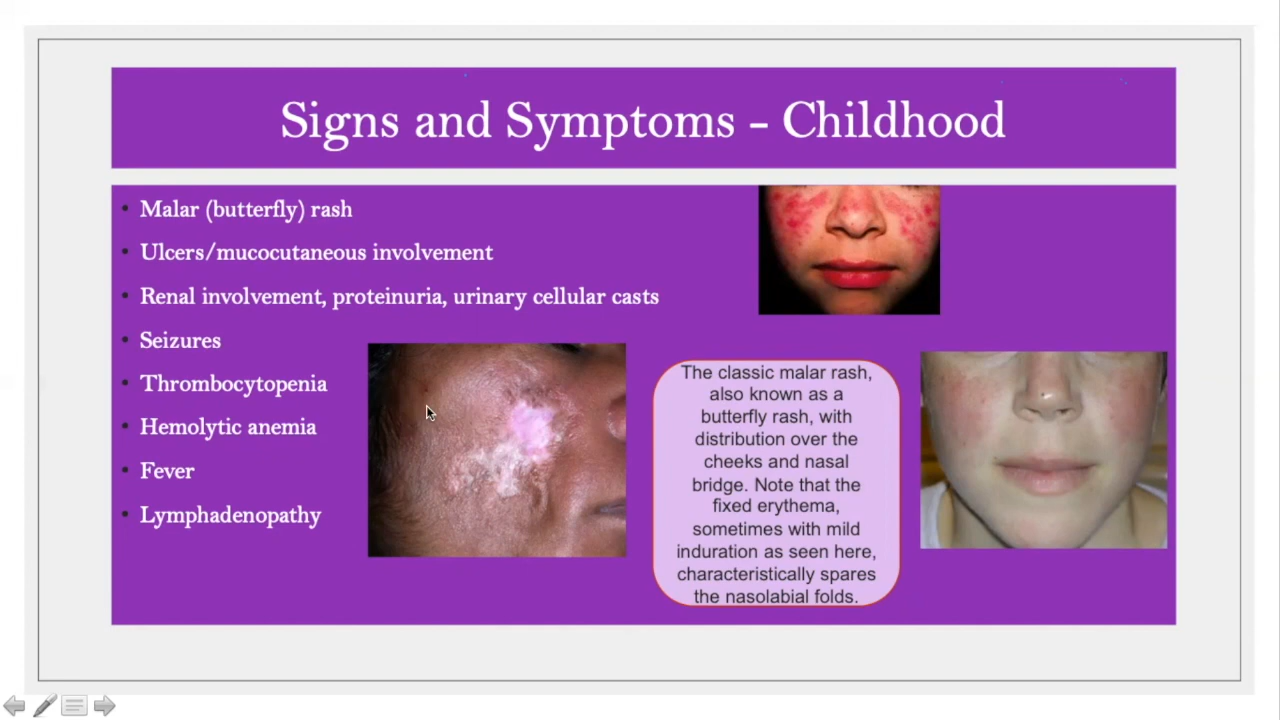 Signs and Symptoms - Childhood
• Malar (butterfly) rash
• Ulcers/mucocutaneous involvement
• Renal involvement, proteinuria, urinary cellular casts
• Seizures
• Thrombocytopenia
• Hemolytic anemia
• Fever
• Lymphadenopathy
The classic malar rash,
also known as a
butterfly rash, with
distribution over the
cheeks and nasal
bridge. Note that the
fixed erythema,
sometimes with mild
induration as seen here,
characteristically spares
the nasolabial folds.